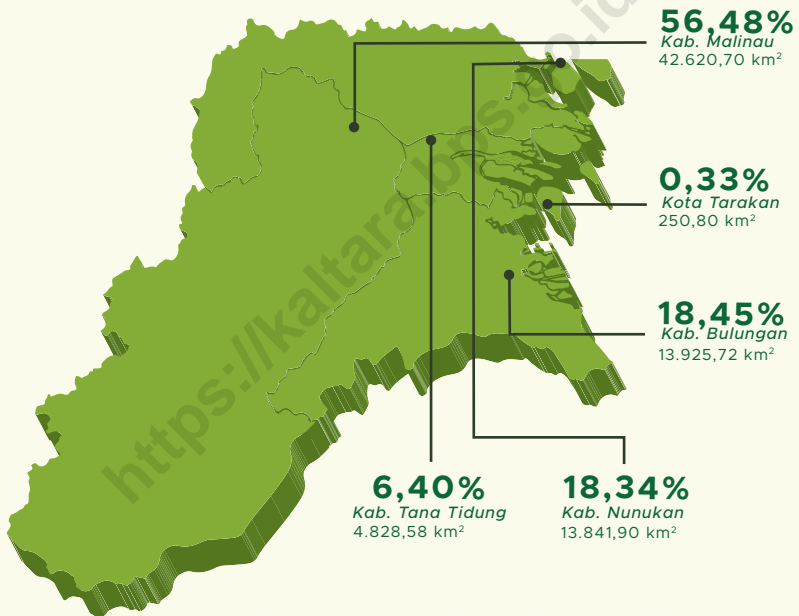 56,48%
Kab. Malinau
42.620,70 km²
0,33%
Kota Tarakan
250,80 km²
18,45%
Kab. Bulungan
13.925,72 km²
6,40%
Kab. Tana Tidung
4.828,58 km²
18,34%
Kab. Nunukan
13.841,90 km²
https://kaltara.bps.go.id